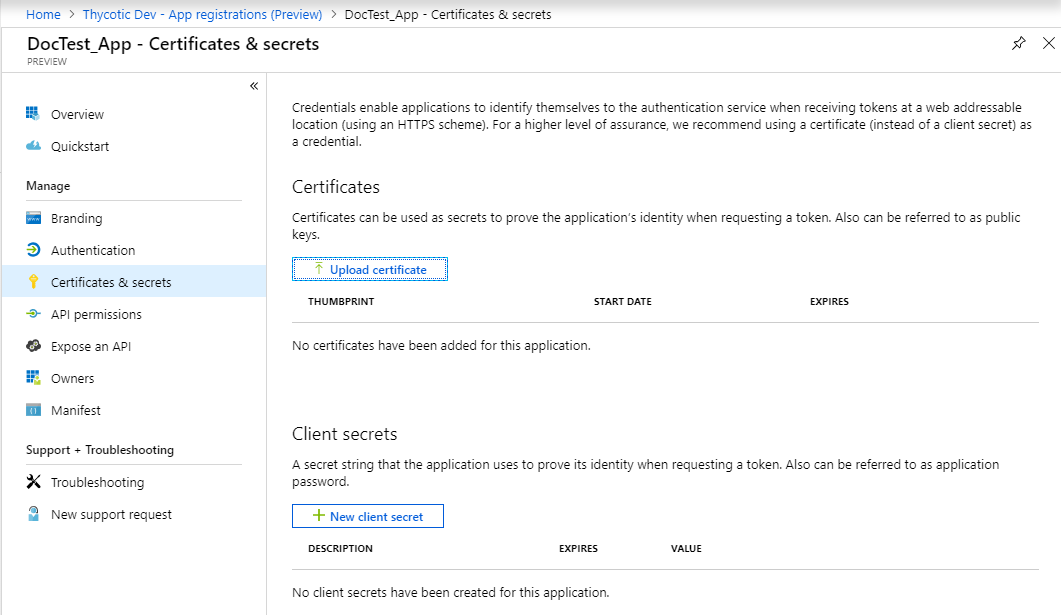 Home > Thycotic Dev - App registrations (Preview) > DocTest_App - Certificates & secrets
DocTest_App - Certificates & secrets
PREVIEW
«
Overview
Quickstart
Manage
Branding
Authentication
Certificates & secrets
API permissions
Expose an API
Owners
Manifest
Support + Troubleshooting
Troubleshooting
New support request
Credentials enable applications to identify themselves to the authentication service when receiving tokens at a web addressable
location (using an HTTPS scheme). For a higher level of assurance, we recommend using a certificate (instead of a client secret) as
a credential.
Certificates
Certificates can be used as secrets to prove the application's identity when requesting a token. Also can be referred to as public
keys.
Upload certificate
THUMBPRINT START DATE EXPIRES
No certificates have been added for this application.
Client secrets
A secret string that the application uses to prove its identity when requesting a token. Also can be referred to as application
password.
New client secret
DESCRIPTION EXPIRES VALUE
No client secrets have been created for this application.